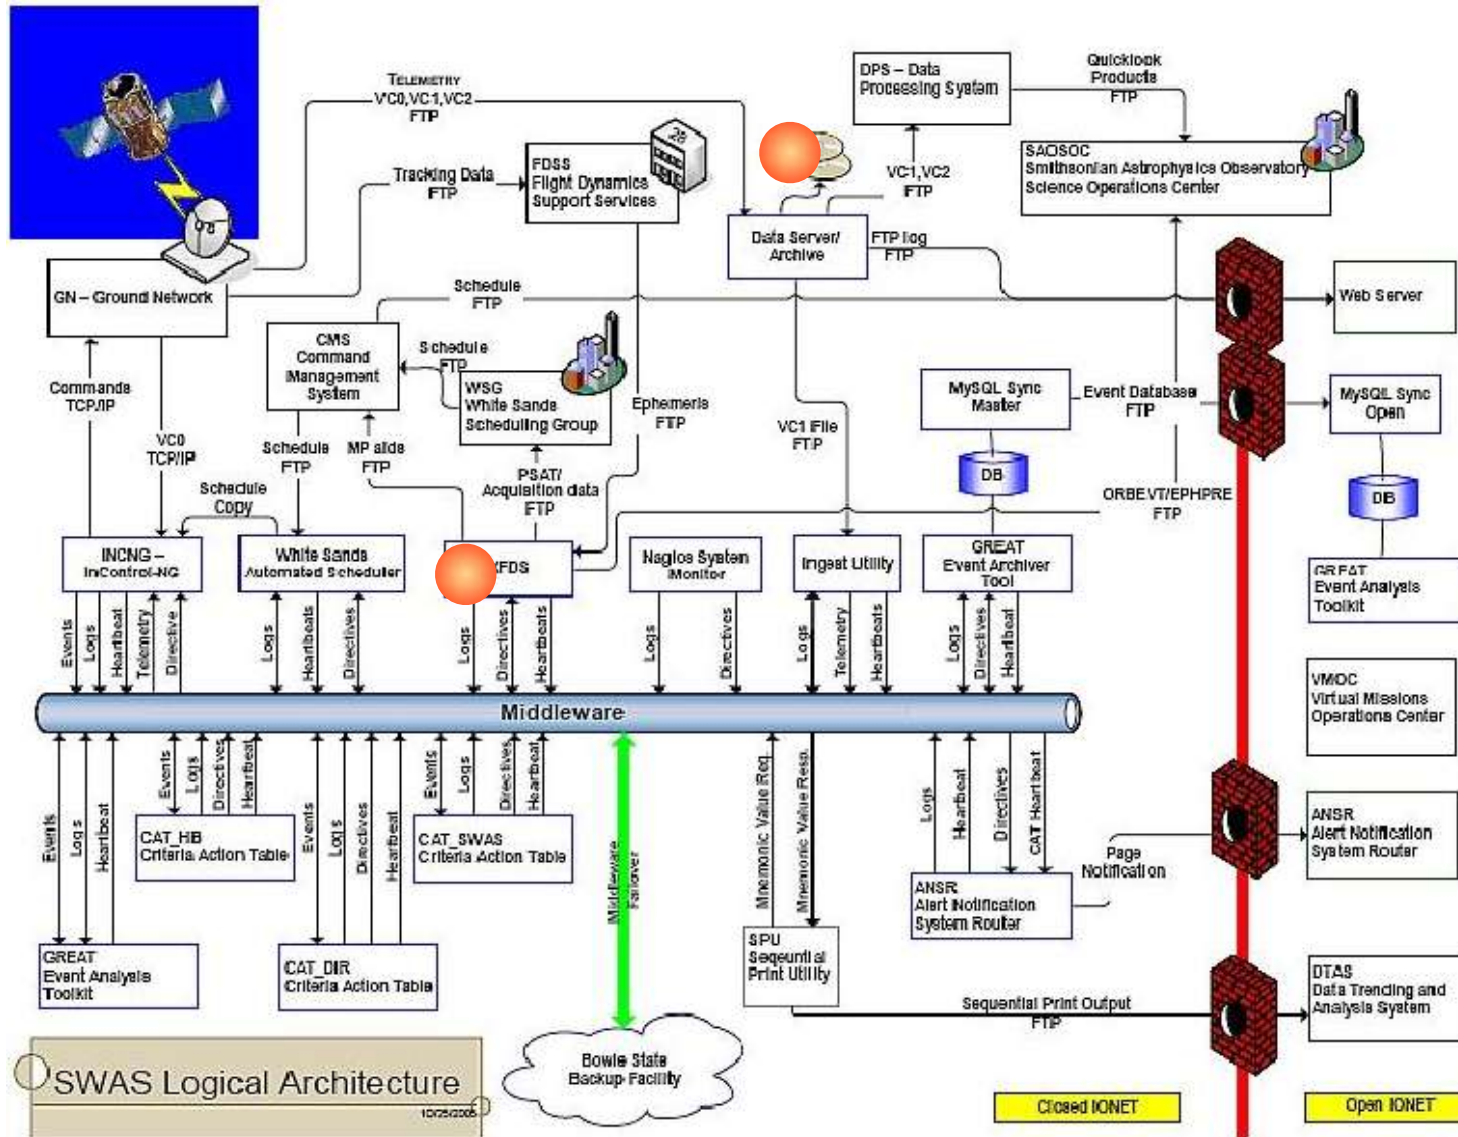 TELEMETRY
VC0,VC1,VC2
FTP
DPS – Data
Processing System
Quicklook
Products
FTP
28
FDSS
Flight Dynamics
Support Services
Tracking Data
FTP
VC1,VC2
FTP
SAOSOC
Smithsonian Astrophysics Observatory
Science Operations
Center
Data Server/
Archive
FTP log
FTP
GN – Ground Network
Schedule
FTP
Web Server
CMS
Command
Management
System
Schedule
FTP
WSG
White Sands
Scheduling Group
Ephemeris
FTP
Commands
TCP/IP
VC0
TCP/IP
Schedule
FTP
MP aids
FTP
PSAT/
Acquisition data
FTP
VC1 File
FTP
MySQL Sync
Master
Event Database
FTP
MySQL Sync
Open
DB
DB
ORBEVT/EPHPRE
FTP
Schedule
Copy
INCNG –
InControl-NG
White Sands
Automated Scheduler
XFDS
Nagios System
Monitor
Ingest Utility
GREAT
Event Archiver
Tool
GREAT
Event Analysis
Toolkit
Events
Logs
Heartbeat
Telemetry
Directive
Logs
Heartbeats
Directives
Logs
Directives
Heartbeats
Logs
Directives
Logs
Telemetry
Heartbeats
Logs
Directives
Heartbeat
VMOC
Virtual Missions
Operations Center
Middleware
Events
Logs
Heartbeat
Events
Logs
Directives
Heartbeat
Events
Logs
Directives
Heartbeat
Events
Logs
Directives
Heartbeat
Middleware
Failover
Mnemonic Value Req.
Mnemonic Value Resp.
Logs
Heartbeat
Directives
CAT Heartbeat
CAT_HB
Criteria Action Table
CAT_SWAS
Criteria Action Table
Page
Notification
ANSR
Alert Notification
System Router
ANSR
Alert Notification
System Router
GREAT
Event Analysis
Toolkit
CAT_DIR
Criteria Action Table
SPU
Seqeuntial
Print Utility
Sequential Print Output
FTP
DTAS
Data Trending and
Analysis System
SWAS Logical Architecture
10/25/2005
Bowie State
Backup Facility
Closed IONET
Open IONET